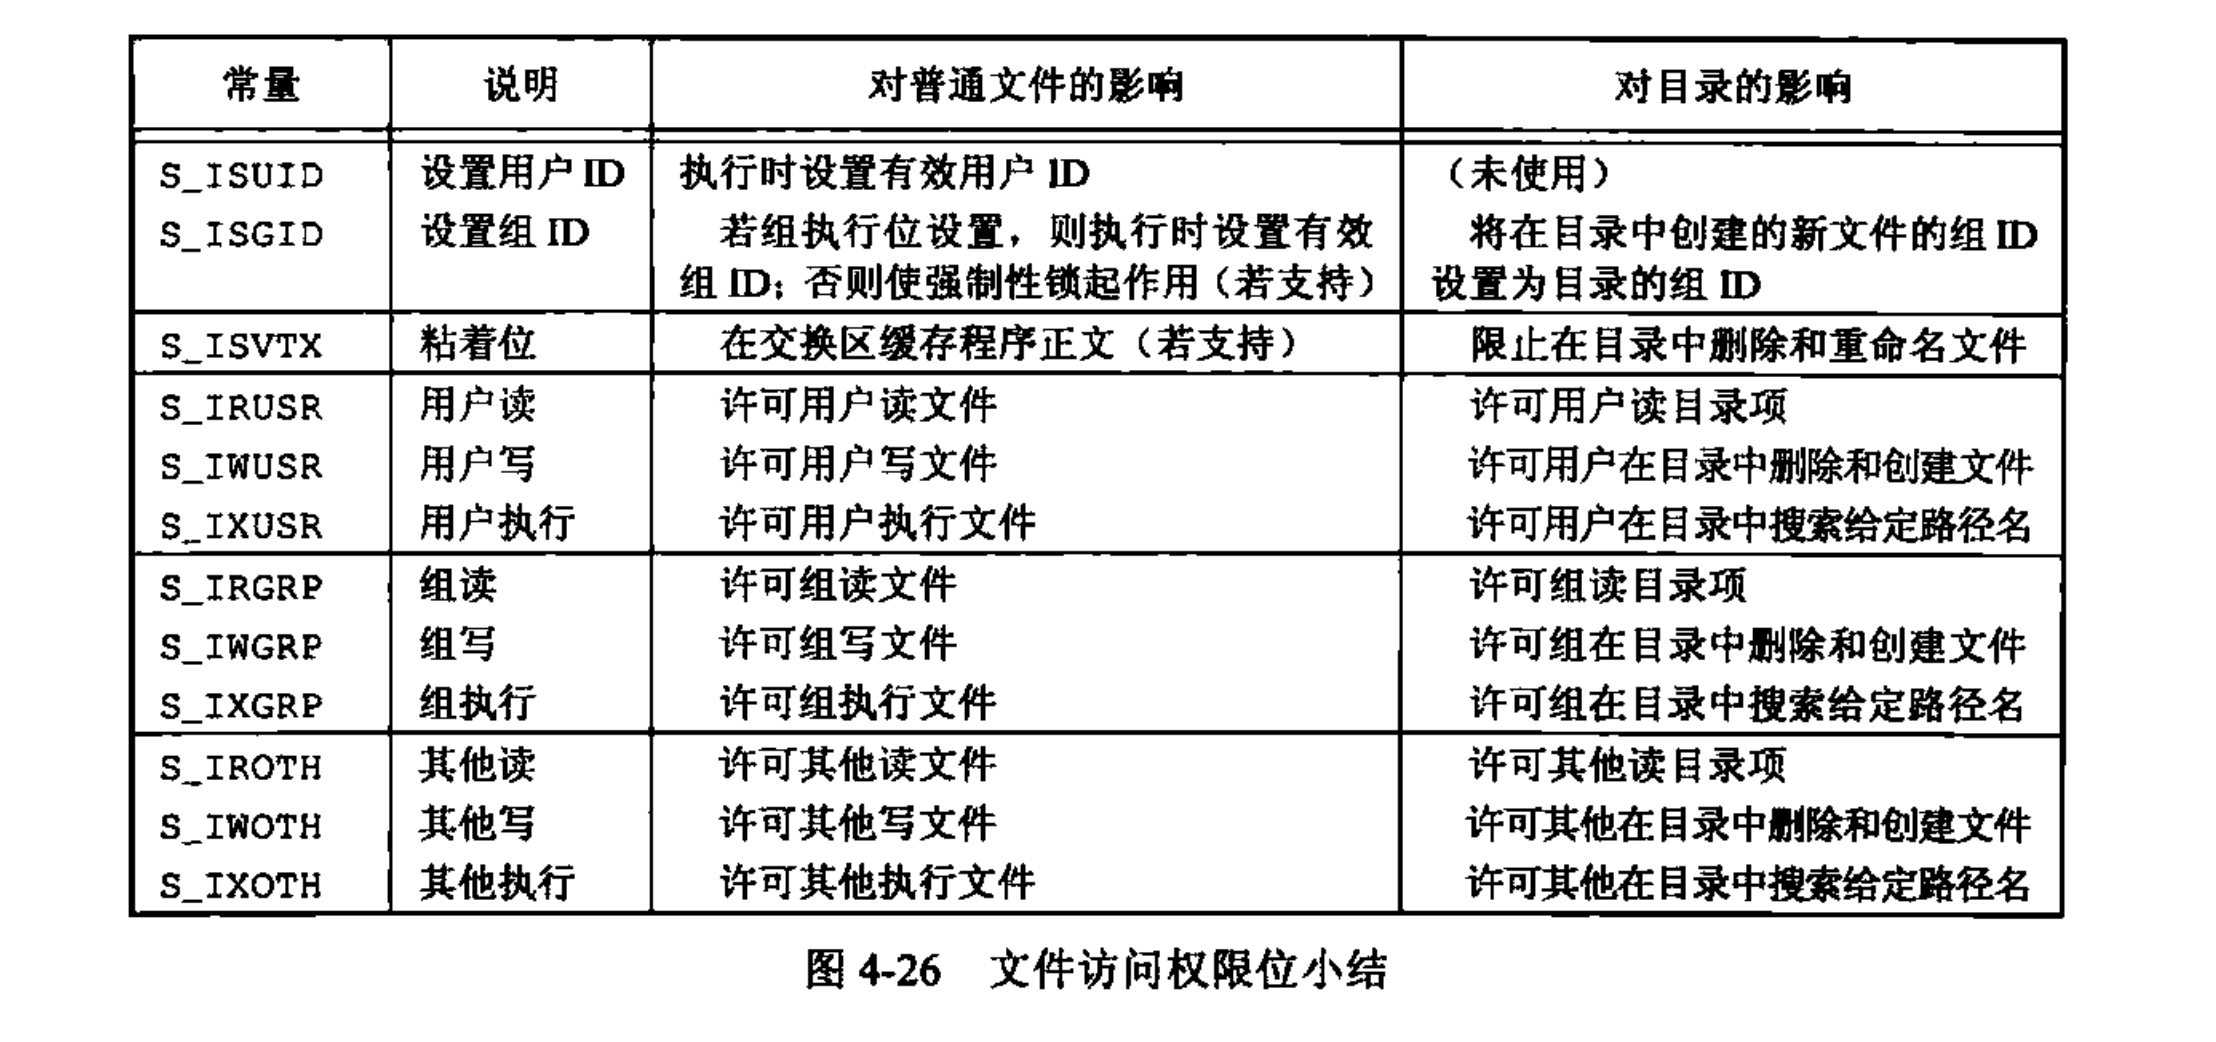 常量 说明 对普通文件的影响 对目录的影响
S_ISUID 设置用户 ID 执行时设置有效用户 ID （未使用）
S_ISGID 设置组 ID 若组执行位设置，则执行时设置有效 将在目录中创建的新文件的组 ID
组 ID；否则使强制性锁起作用（若支持） 设置为目录的组 ID
S_ISVTX 粘着位 在交换区缓存程序正文（若支持） 限止在目录中删除和重命名文件
S_IRUSR 用户读 许可用户读文件 许可用户读目录项
S_IWUSR 用户写 许可用户写文件 许可用户在目录中删除和创建文件
S_IXUSR 用户执行 许可用户执行文件 许可用户在目录中搜索给定路径名
S_IRGRP 组读 许可组读文件 许可组读目录项
S_IWGRP 组写 许可组写文件 许可组在目录中删除和创建文件
S_IXGRP 组执行 许可组执行文件 许可组在目录中搜索给定路径名
S_IROTH 其他读 许可其他读文件 许可其他读目录项
S_IWOTH 其他写 许可其他写文件 许可其他在目录中删除和创建文件
S_IXOTH 其他执行 许可其他执行文件 许可其他在目录中搜索给定路径名
图 4-26 文件访问权限位小结